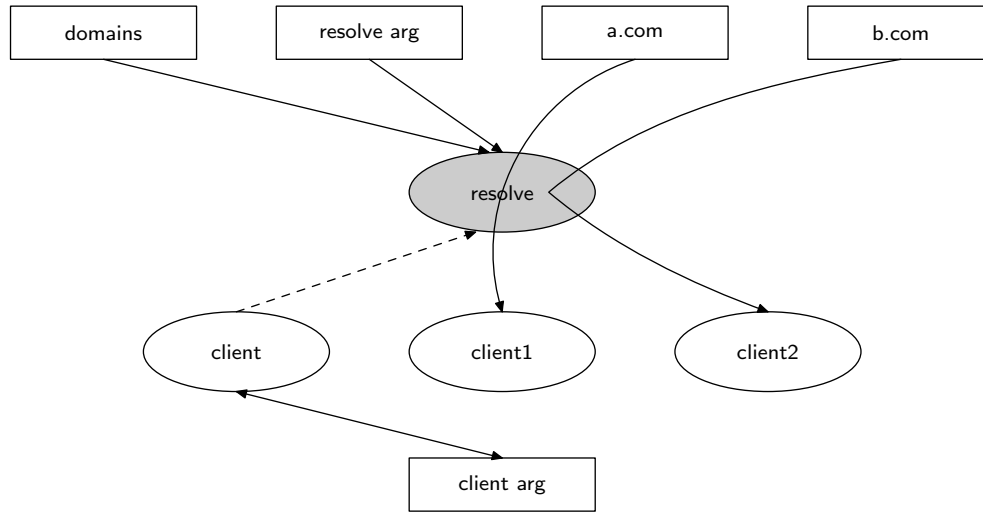 domains
resolve arg
a.com
b.com
resolve
client
client1
client2
client arg